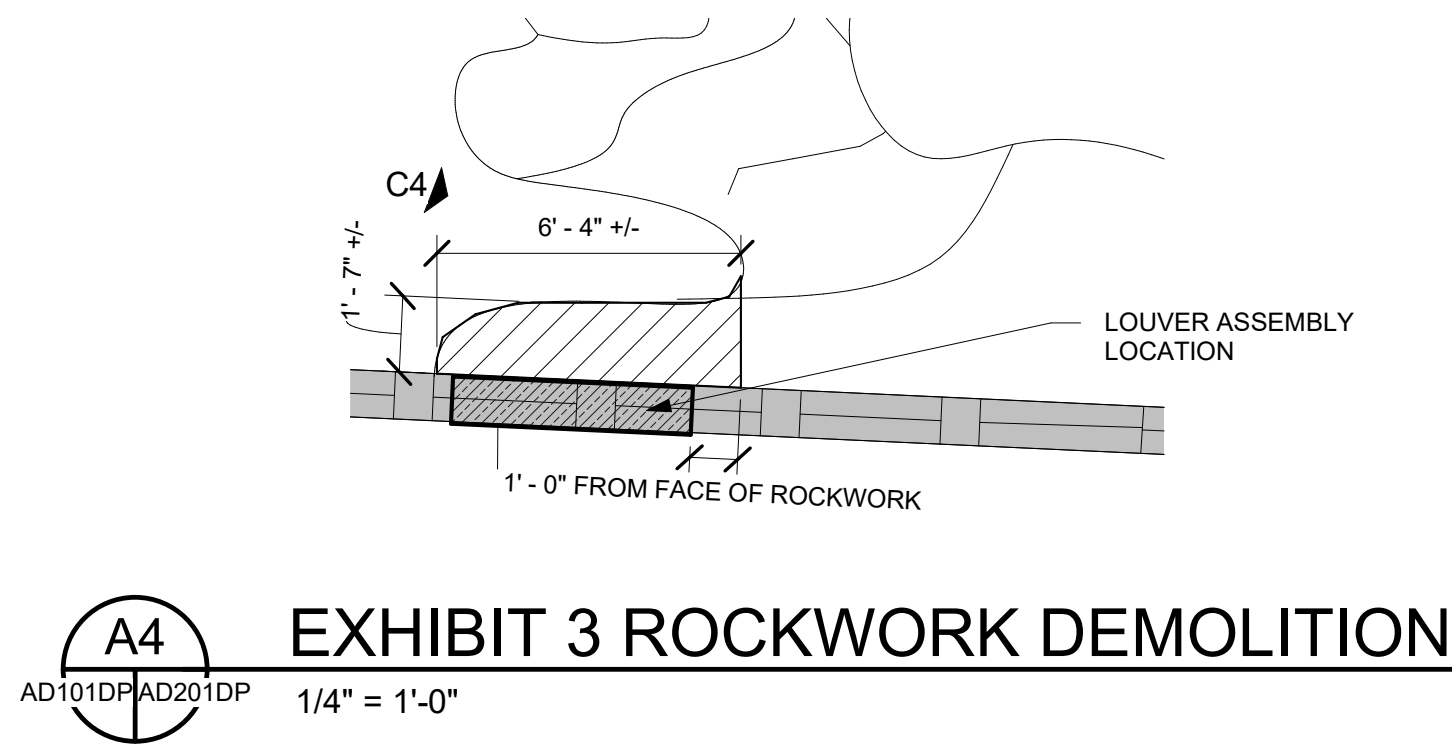 C4
6' - 4" +/-
1' - 7" +/-
LOUVER ASSEMBLY
LOCATION
1' - 0" FROM FACE OF ROCKWORK
A4
EXHIBIT 3 ROCKWORK DEMOLITION
AD101DP AD201DP
1/4" = 1'-0"